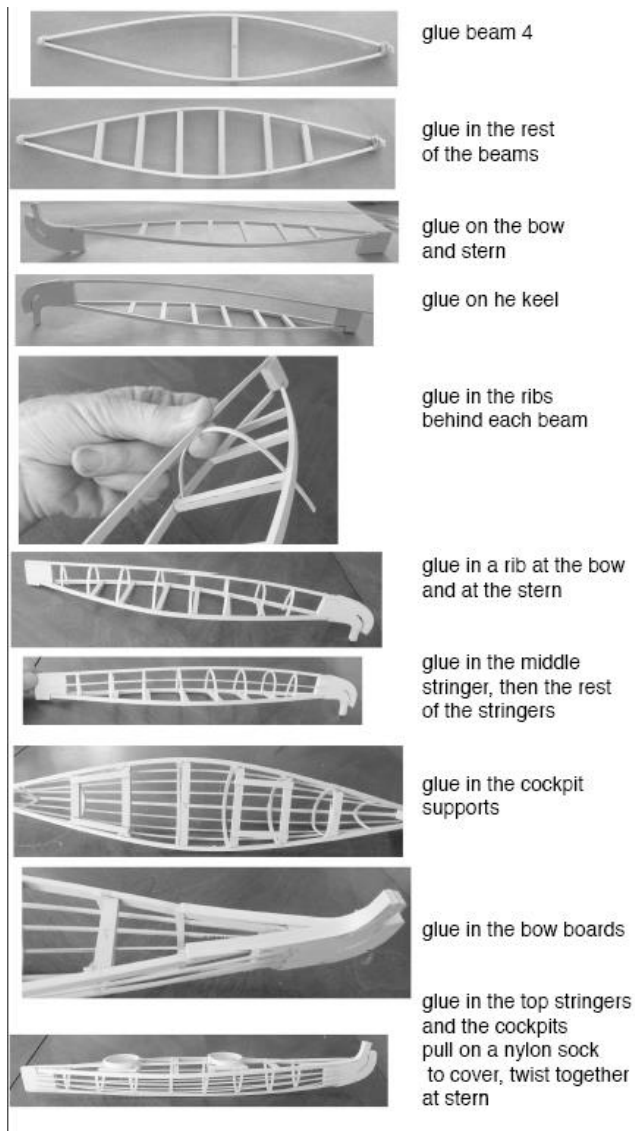 glue beam 4
glue in the rest
of the beams
glue on the bow
and stern
glue on he keel
glue in the ribs
behind each beam
glue in a rib at the bow
and at the stern
glue in the middle
stringer, then the rest
of the stringers
glue in the cockpit
supports
glue in the bow boards
glue in the top stringers
and the cockpits
pull on a nylon sock
to cover, twist together
at stern